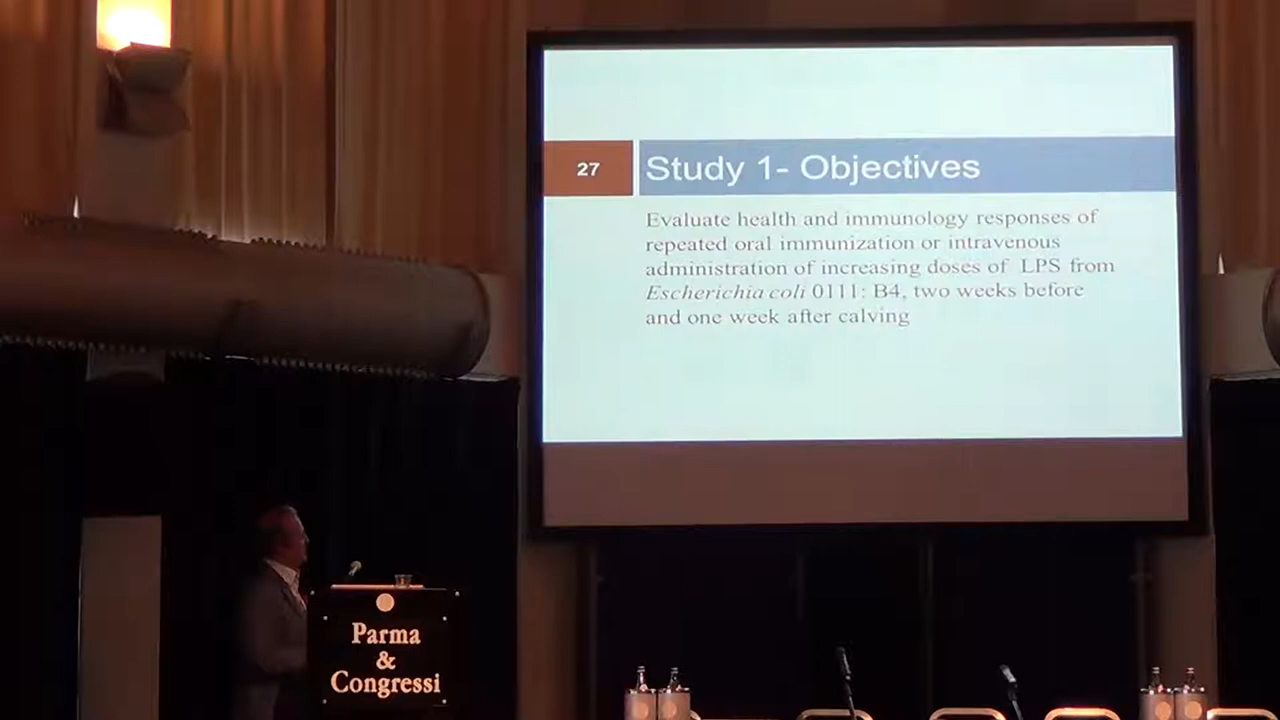 27
Study 1- Objectives
Evaluate health and immunology responses of
repeated oral immunization or intravenous
administration of increasing doses of LPS from
Escherichia coli 0111: B4, two weeks before
and one week after calving
Parma
&
Congressi